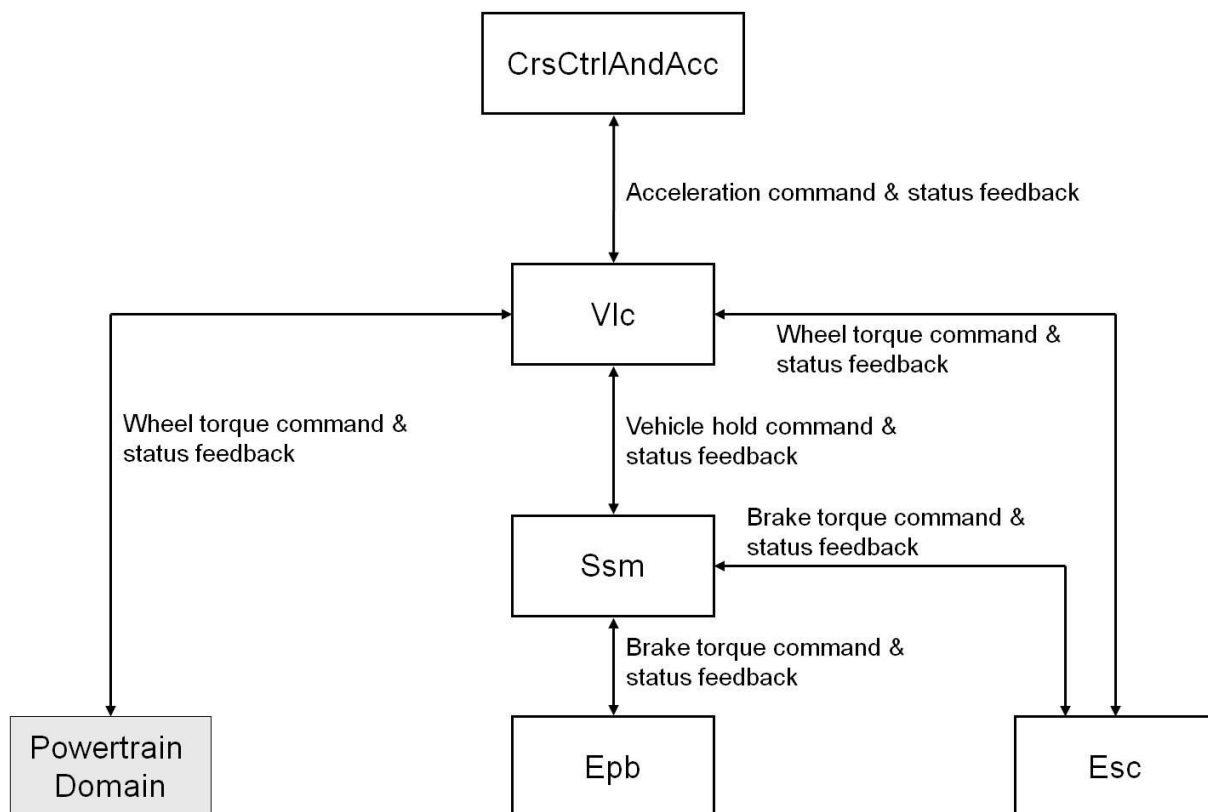 CrsCtrlAndAcc
Acceleration command & status feedback
Vlc
Wheel torque command &
status feedback
Wheel torque command &
status feedback
Vehicle hold command &
status feedback
Brake torque command &
status feedback
Ssm
Brake torque command &
status feedback
Powertrain
Domain
Epb
Esc